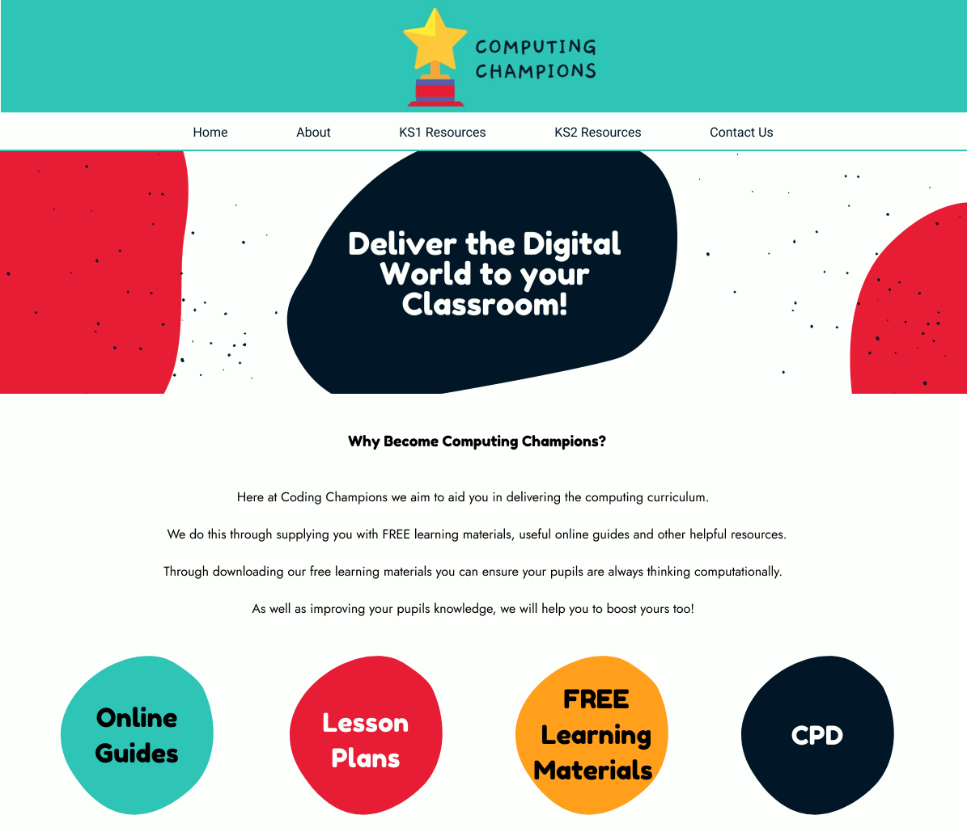 COMPUTING
CHAMPIONS
Home About KS1 Resources KS2 Resources Contact Us
Deliver the Digital
World to your
Classroom!
Why Become Computing Champions?
Here at Coding Champions we aim to aid you in delivering the computing curriculum.
We do this through supplying you with FREE learning materials, useful online guides and other helpful resources.
Through downloading our free learning materials you can ensure your pupils are always thinking computationally.
As well as improving your pupils knowledge, we will help you to boost yours too!
Online
Guides
Lesson
Plans
FREE
Learning
Materials
CPD